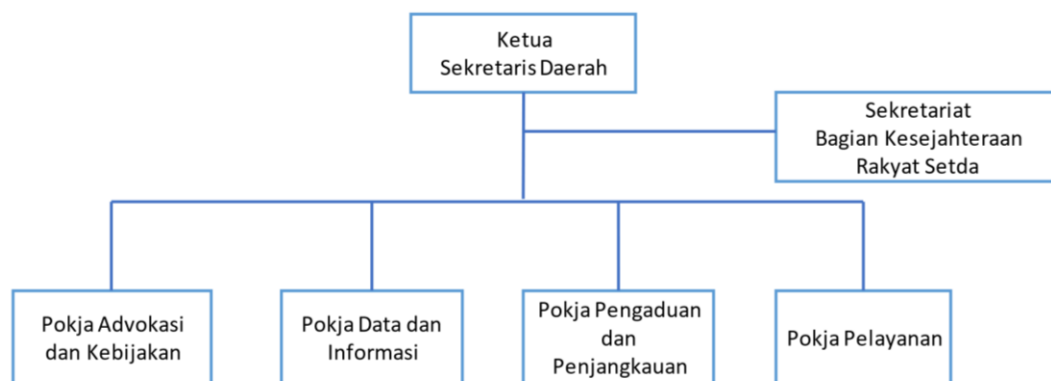 Ketua
Sekretaris Daerah
Sekretariat
Bagian Kesejahteraan
Rakyat Setda
Pokja Advokasi
dan Kebijakan
Pokja Data dan
Informasi
Pokja Pengaduan
dan
Penjangkauan
Pokja Pelayanan